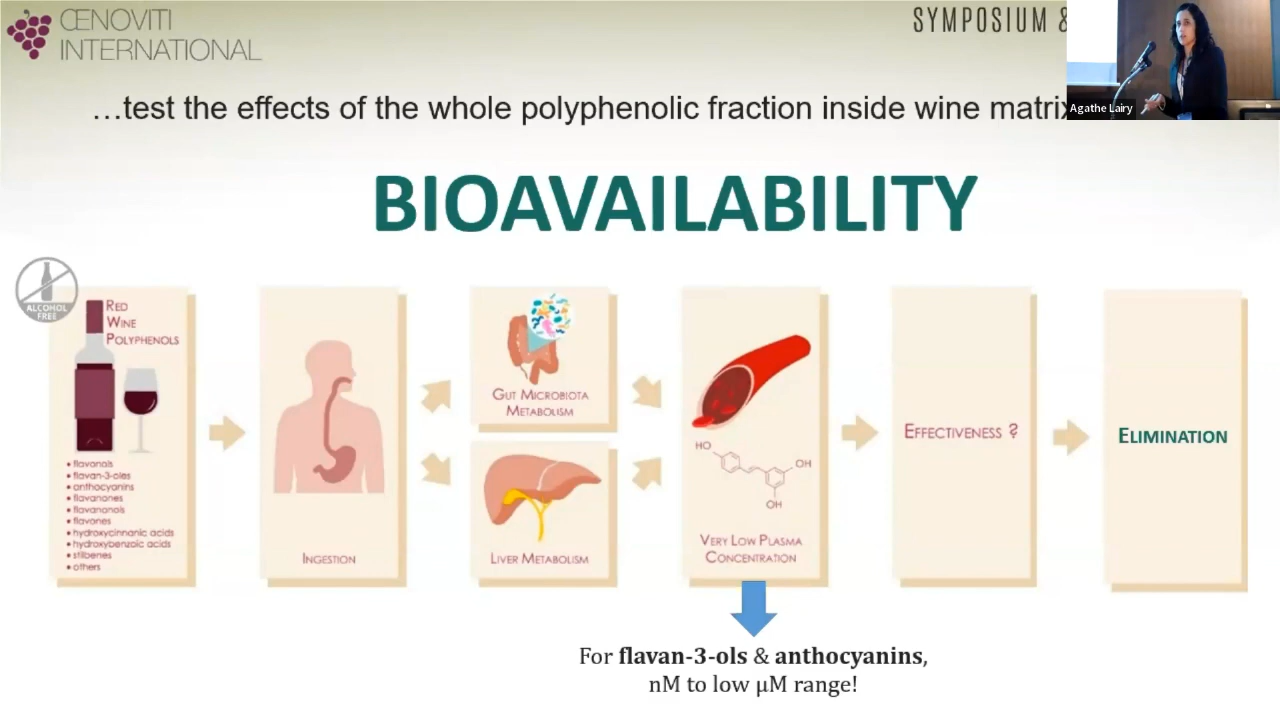 ŒNOVITI
INTERNATIONAL
SYMPOSIUM &
Agathe Lairy
…test the effects of the whole polyphenolic fraction inside wine matrix
BIOAVAILABILITY
ALCOHOL
FREE
RED
WINE
POLYPHENOLS
• flavonols
• flavan-3-oles
• anthocyanins
• flavanones
• flavanonols
• flavones
• hydroxycinnanic acids
• hydroxybenzoic acids
• stilbenes
• others
INGESTION
GUT MICROBIOTA
METABOLISM
LIVER METABOLISM
HO
OH
OH
VERY LOW PLASMA
CONCENTRATION
EFFECTIVENESS ?
ELIMINATION
For flavan-3-ols & anthocyanins,
nM to low µM range!